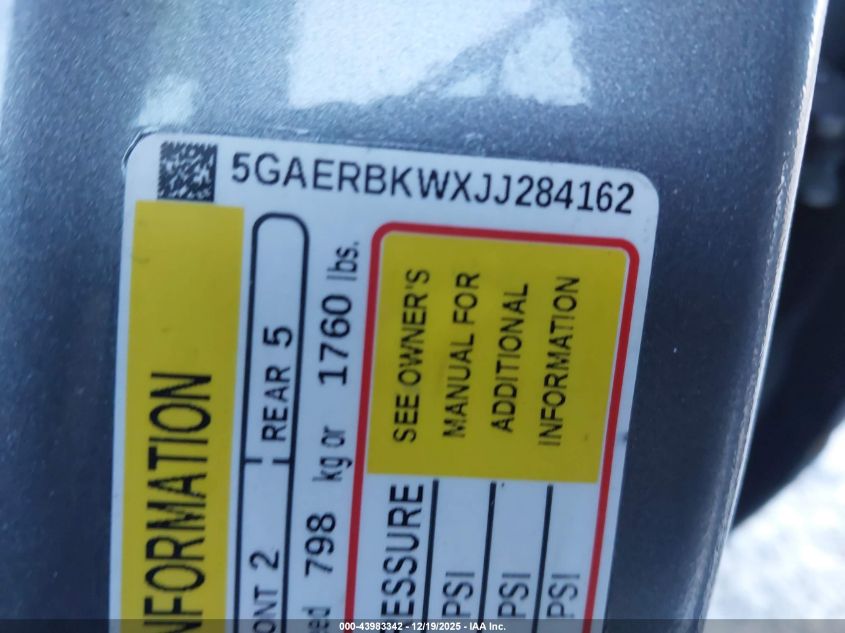 5GAERBKWXJJ284162
NFORMATION
ONT 2
REAR 5
798 kg or 1760 lbs.
ESSURE
SEE OWNER'S
MANUAL FOR
ADDITIONAL
INFORMATION
PSI
PSI
PSI
000-43983342 / 12/19/2025 - IAA Inc.